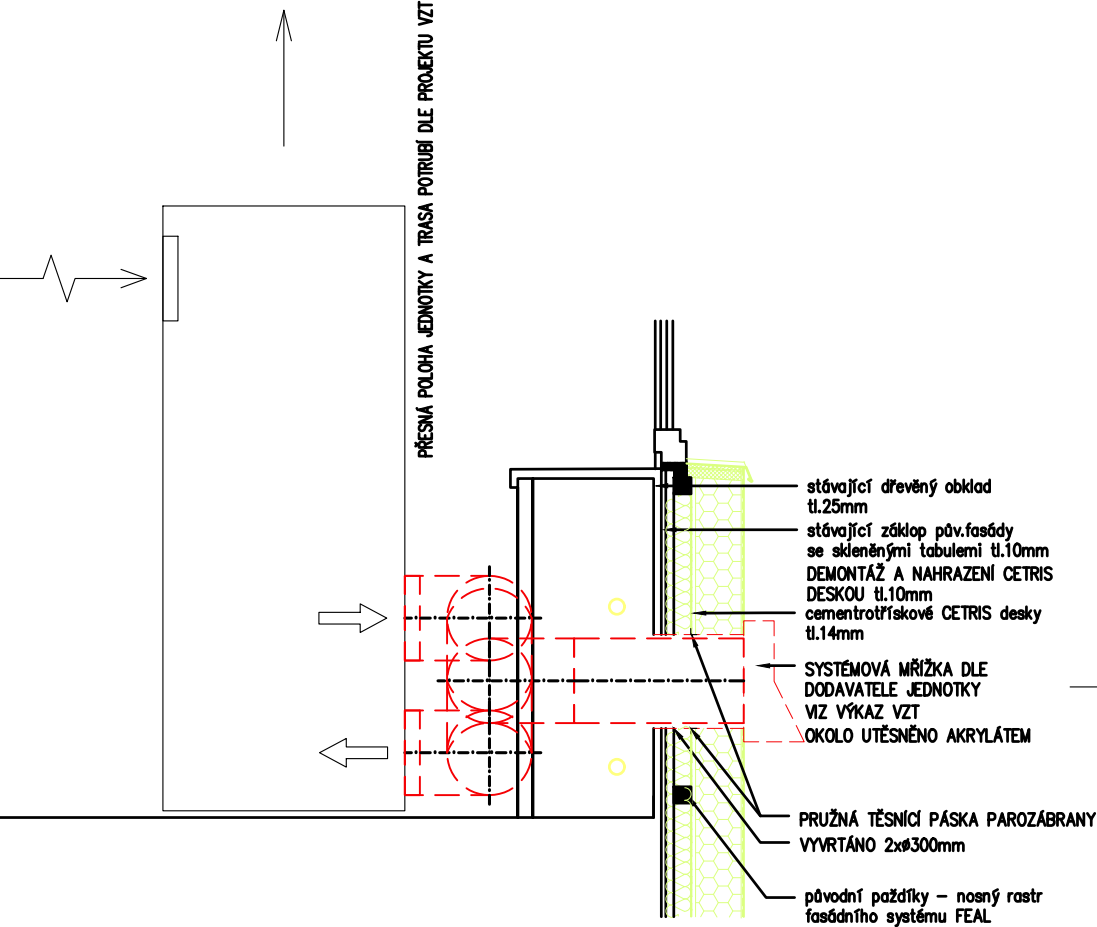 PŘESNÁ POLOHA JEDNOTKY A TRASA POTRUBÍ DLE PROJEKTU VZT
stávající dřevěný obklad
tl.25mm
stávající záklop pův.fasády
se skleněnými tabulemi tl.10mm
DEMONTÁŽ A NAHRAZENÍ CETRIS
DESKOU tl.10mm
cementrotřískové CETRIS desky
tl.14mm
SYSTÉMOVÁ MŘÍŽKA DLE
DODAVATELE JEDNOTKY
VIZ VÝKAZ VZT
OKOLO UTĚSNĚNO AKRYLÁTEM
PRUŽNÁ TĚSNÍCÍ PÁSKA PAROZÁBRANY
VYVRTÁNO 2xø300mm
původní paždíky – nosný rastr
fasádního systému FEAL